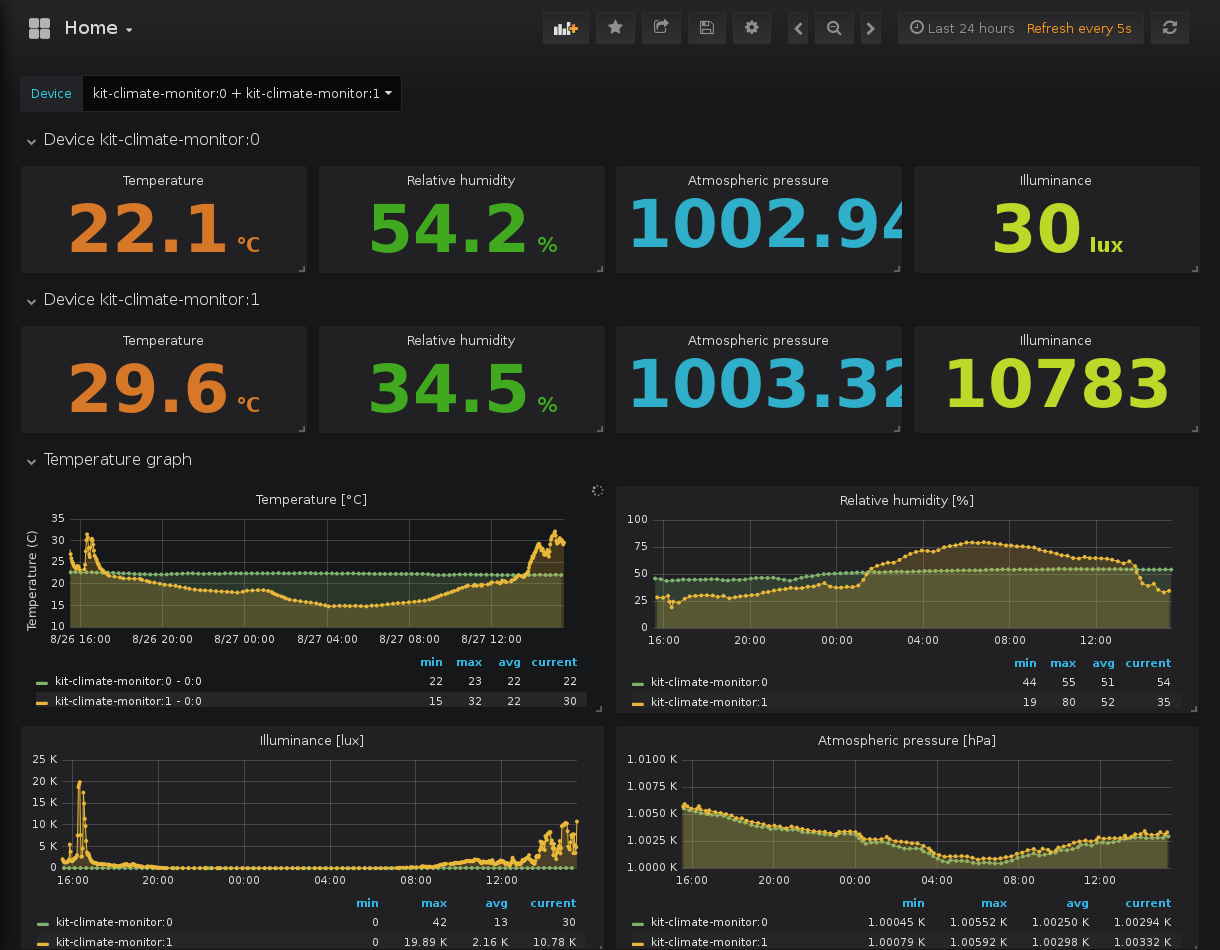 Home
Last 24 hours Refresh every 5s
Device kit-climate-monitor:0 + kit-climate-monitor:1
Device kit-climate-monitor:0
Temperature Relative humidity Atmospheric pressure Illuminance
22.1 °C 54.2 % 1002.94 30 lux
Device kit-climate-monitor:1
Temperature Relative humidity Atmospheric pressure Illuminance
29.6 °C 34.5 % 1003.32 10783
Temperature graph
Temperature [°C]
Temperature (C)
35
30
25
20
15
10
8/26 16:00 8/26 20:00 8/27 00:00 8/27 04:00 8/27 08:00 8/27 12:00
min max avg current
kit-climate-monitor:0 - 0:0 22 23 22 22
kit-climate-monitor:1 - 0:0 15 32 22 30
Relative humidity [%]
100
75
50
25
0
16:00 20:00 00:00 04:00 08:00 12:00
min max avg current
kit-climate-monitor:0 44 55 51 54
kit-climate-monitor:1 19 80 52 35
Illuminance [lux]
25 K
20 K
15 K
10 K
5 K
0
16:00 20:00 00:00 04:00 08:00 12:00
min max avg current
kit-climate-monitor:0 0 42 13 30
kit-climate-monitor:1 0 19.89 K 2.16 K 10.78 K
Atmospheric pressure [hPa]
1.0100 K
1.0075 K
1.0050 K
1.0025 K
1.0000 K
16:00 20:00 00:00 04:00 08:00 12:00
min max avg current
kit-climate-monitor:0 1.00045 K 1.00552 K 1.00250 K 1.00294 K
kit-climate-monitor:1 1.00079 K 1.00592 K 1.00298 K 1.00332 K